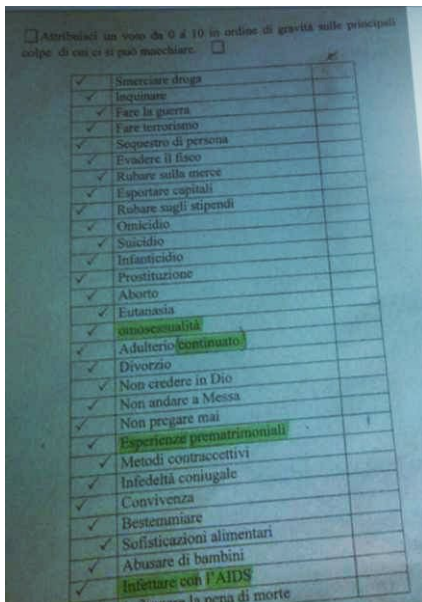 Attribuisci un voto da 0 a 10 in ordine di gravità sulle principali
colpe di cui ci si può macchiare.
Smerciare droga
Inquinare
Fare la guerra
Fare terrorismo
Sequestro di persona
Evadere il fisco
Rubare sulla merce
Esportare capitali
Rubare sugli stipendi
Omicidio
Suicidio
Infanticidio
Prostituzione
Aborto
Eutanasia
omosessualità
Adulterio (continuato)
Divorzio
Non credere in Dio
Non andare a Messa
Non pregare mai
Esperienze prematrimoniali
Metodi contraccettivi
Infedeltà coniugale
Convivenza
Bestemmiare
Sofisticazioni alimentari
Abusare di bambini
Infettare con l'AIDS
la pena di morte